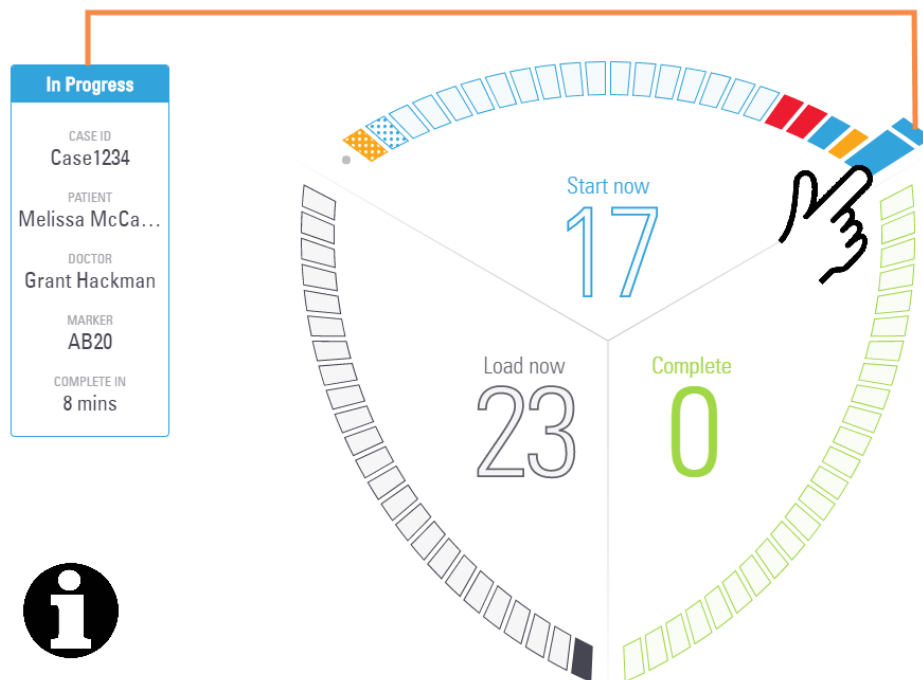 In Progress
CASE ID
Case1234
PATIENT
Melissa McCa...
DOCTOR
Grant Hackman
MARKER
AB20
COMPLETE IN
8 mins
Start now
17
Load now
23
Complete
0
i